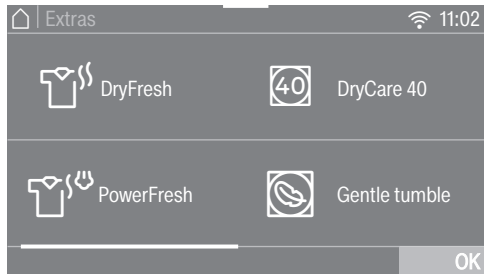 Extras 11:02
DryFresh
40 DryCare 40
PowerFresh
Gentle tumble
OK